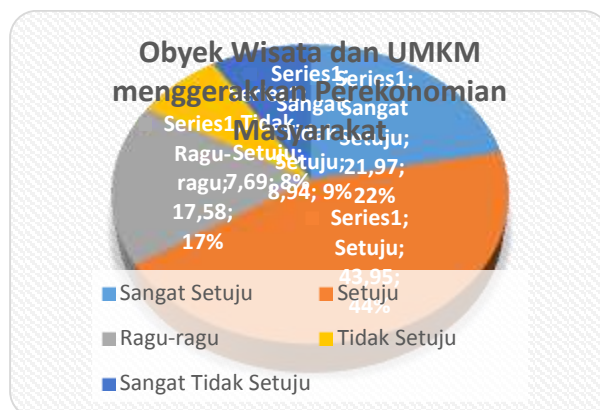 Obyek Wisata dan UMKM
menggerakkan Perekonomian
Masyarakat
Series1;
Sangat
Setuju;
21,97;
22%
Series1;
Setuju;
43,95;
44%
Series1;
Ragu-
ragu;
17,58;
17%
Series1;
Tidak
Setuju;
7,69; 8%
Series1;
Sangat
Tidak
Setuju;
8,94; 9%
Sangat Setuju
Setuju
Ragu-ragu
Tidak Setuju
Sangat Tidak Setuju